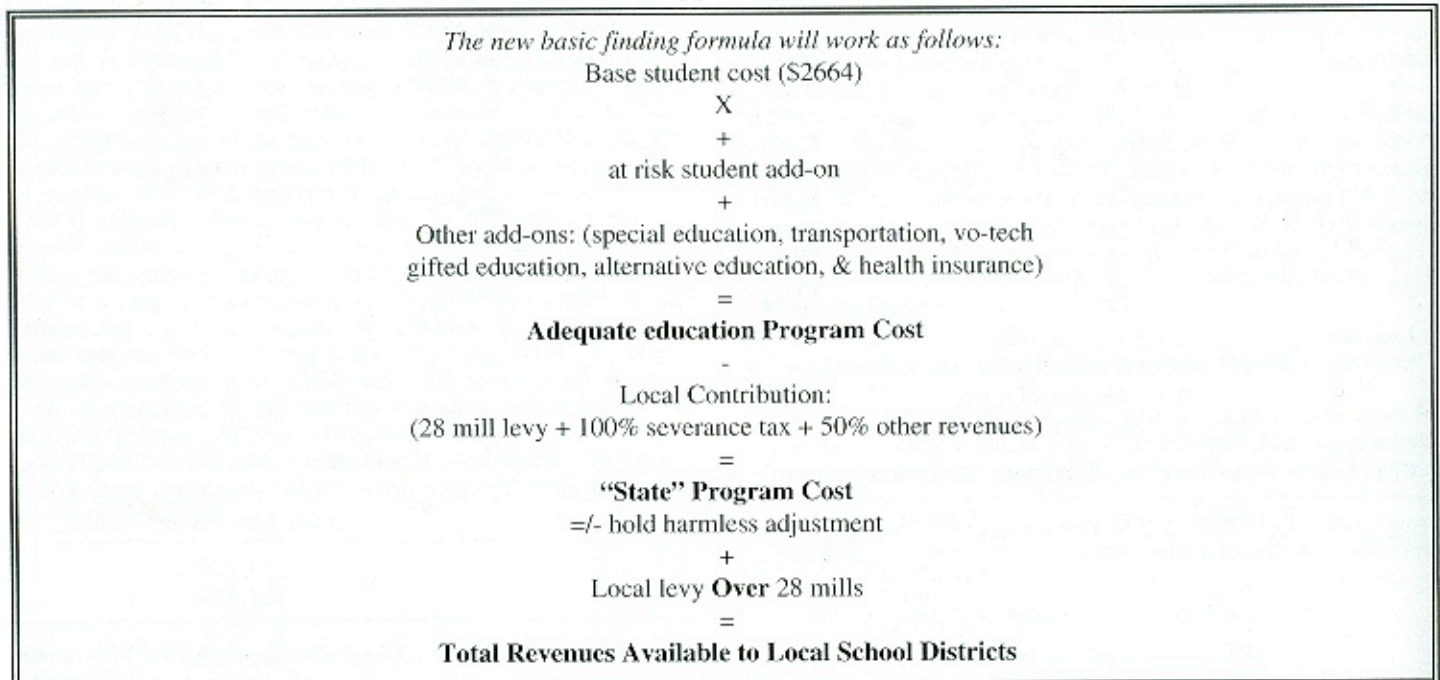 The new basic finding formula will work as follows:
Base student cost (S2664)
X
+
at risk student add-on
+
Other add-ons: (special education, transportation, vo-tech
gifted education, alternative education, & health insurance)
=
Adequate education Program Cost
-
Local Contribution:
(28 mill levy + 100% severance tax + 50% other revenues)
=
“State” Program Cost
=/- hold harmless adjustment
+
Local levy Over 28 mills
=
Total Revenues Available to Local School Districts